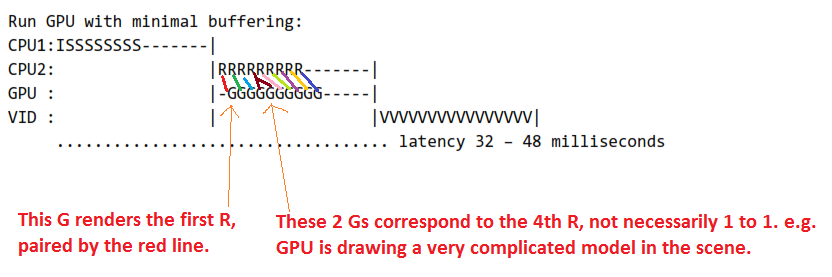 Run GPU with minimal buffering:
CPU1:ISSSSSSSS-------|
CPU2:                |RRRRRRRRR-------|
GPU :                |-GGGGGGGGGG-----|
VID :                |                |VVVVVVVVVVVVVVVV|
     ................................... latency 32 – 48 milliseconds
This G renders the first R,
paired by the red line.
These 2 Gs correspond to the 4th R, not necessarily 1 to 1. e.g.
GPU is drawing a very complicated model in the scene.